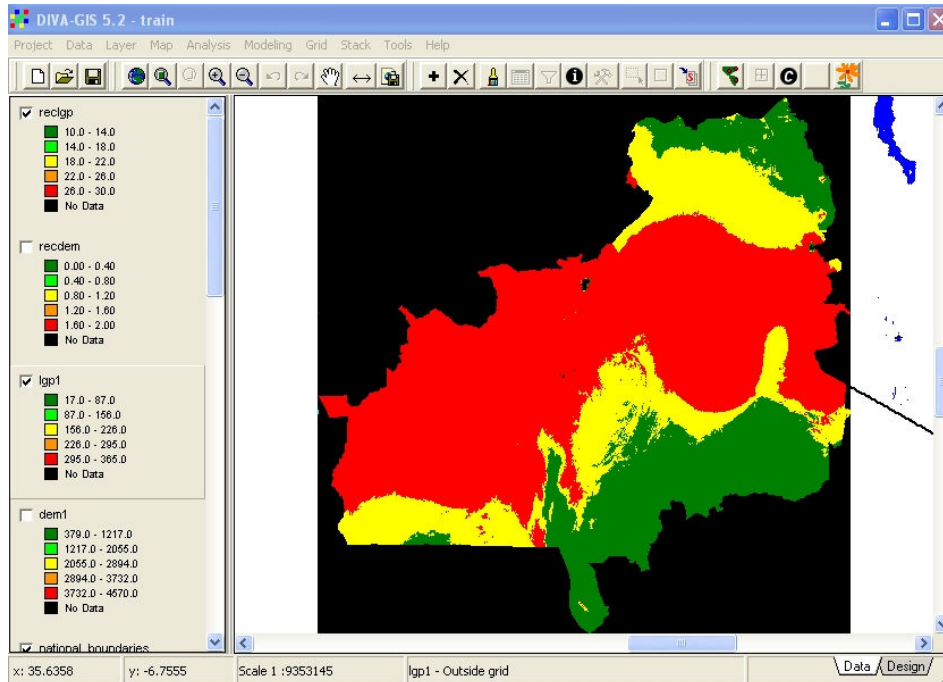 DIVA-GIS 5.2 - train
Project Data Layer Map Analysis Modeling Grid Stack Tools Help
reclgp
10.0 - 14.0
14.0 - 18.0
18.0 - 22.0
22.0 - 26.0
26.0 - 30.0
No Data
recdem
0.00 - 0.40
0.40 - 0.80
0.80 - 1.20
1.20 - 1.60
1.60 - 2.00
No Data
lgp1
17.0 - 87.0
87.0 - 156.0
156.0 - 226.0
226.0 - 295.0
295.0 - 365.0
No Data
dem1
379.0 - 1217.0
1217.0 - 2055.0
2055.0 - 2894.0
2894.0 - 3732.0
3732.0 - 4570.0
No Data
national_boundaries
x: 35.6358 y: -6.7555 Scale 1 :9353145 lgp1 - Outside grid Data Design